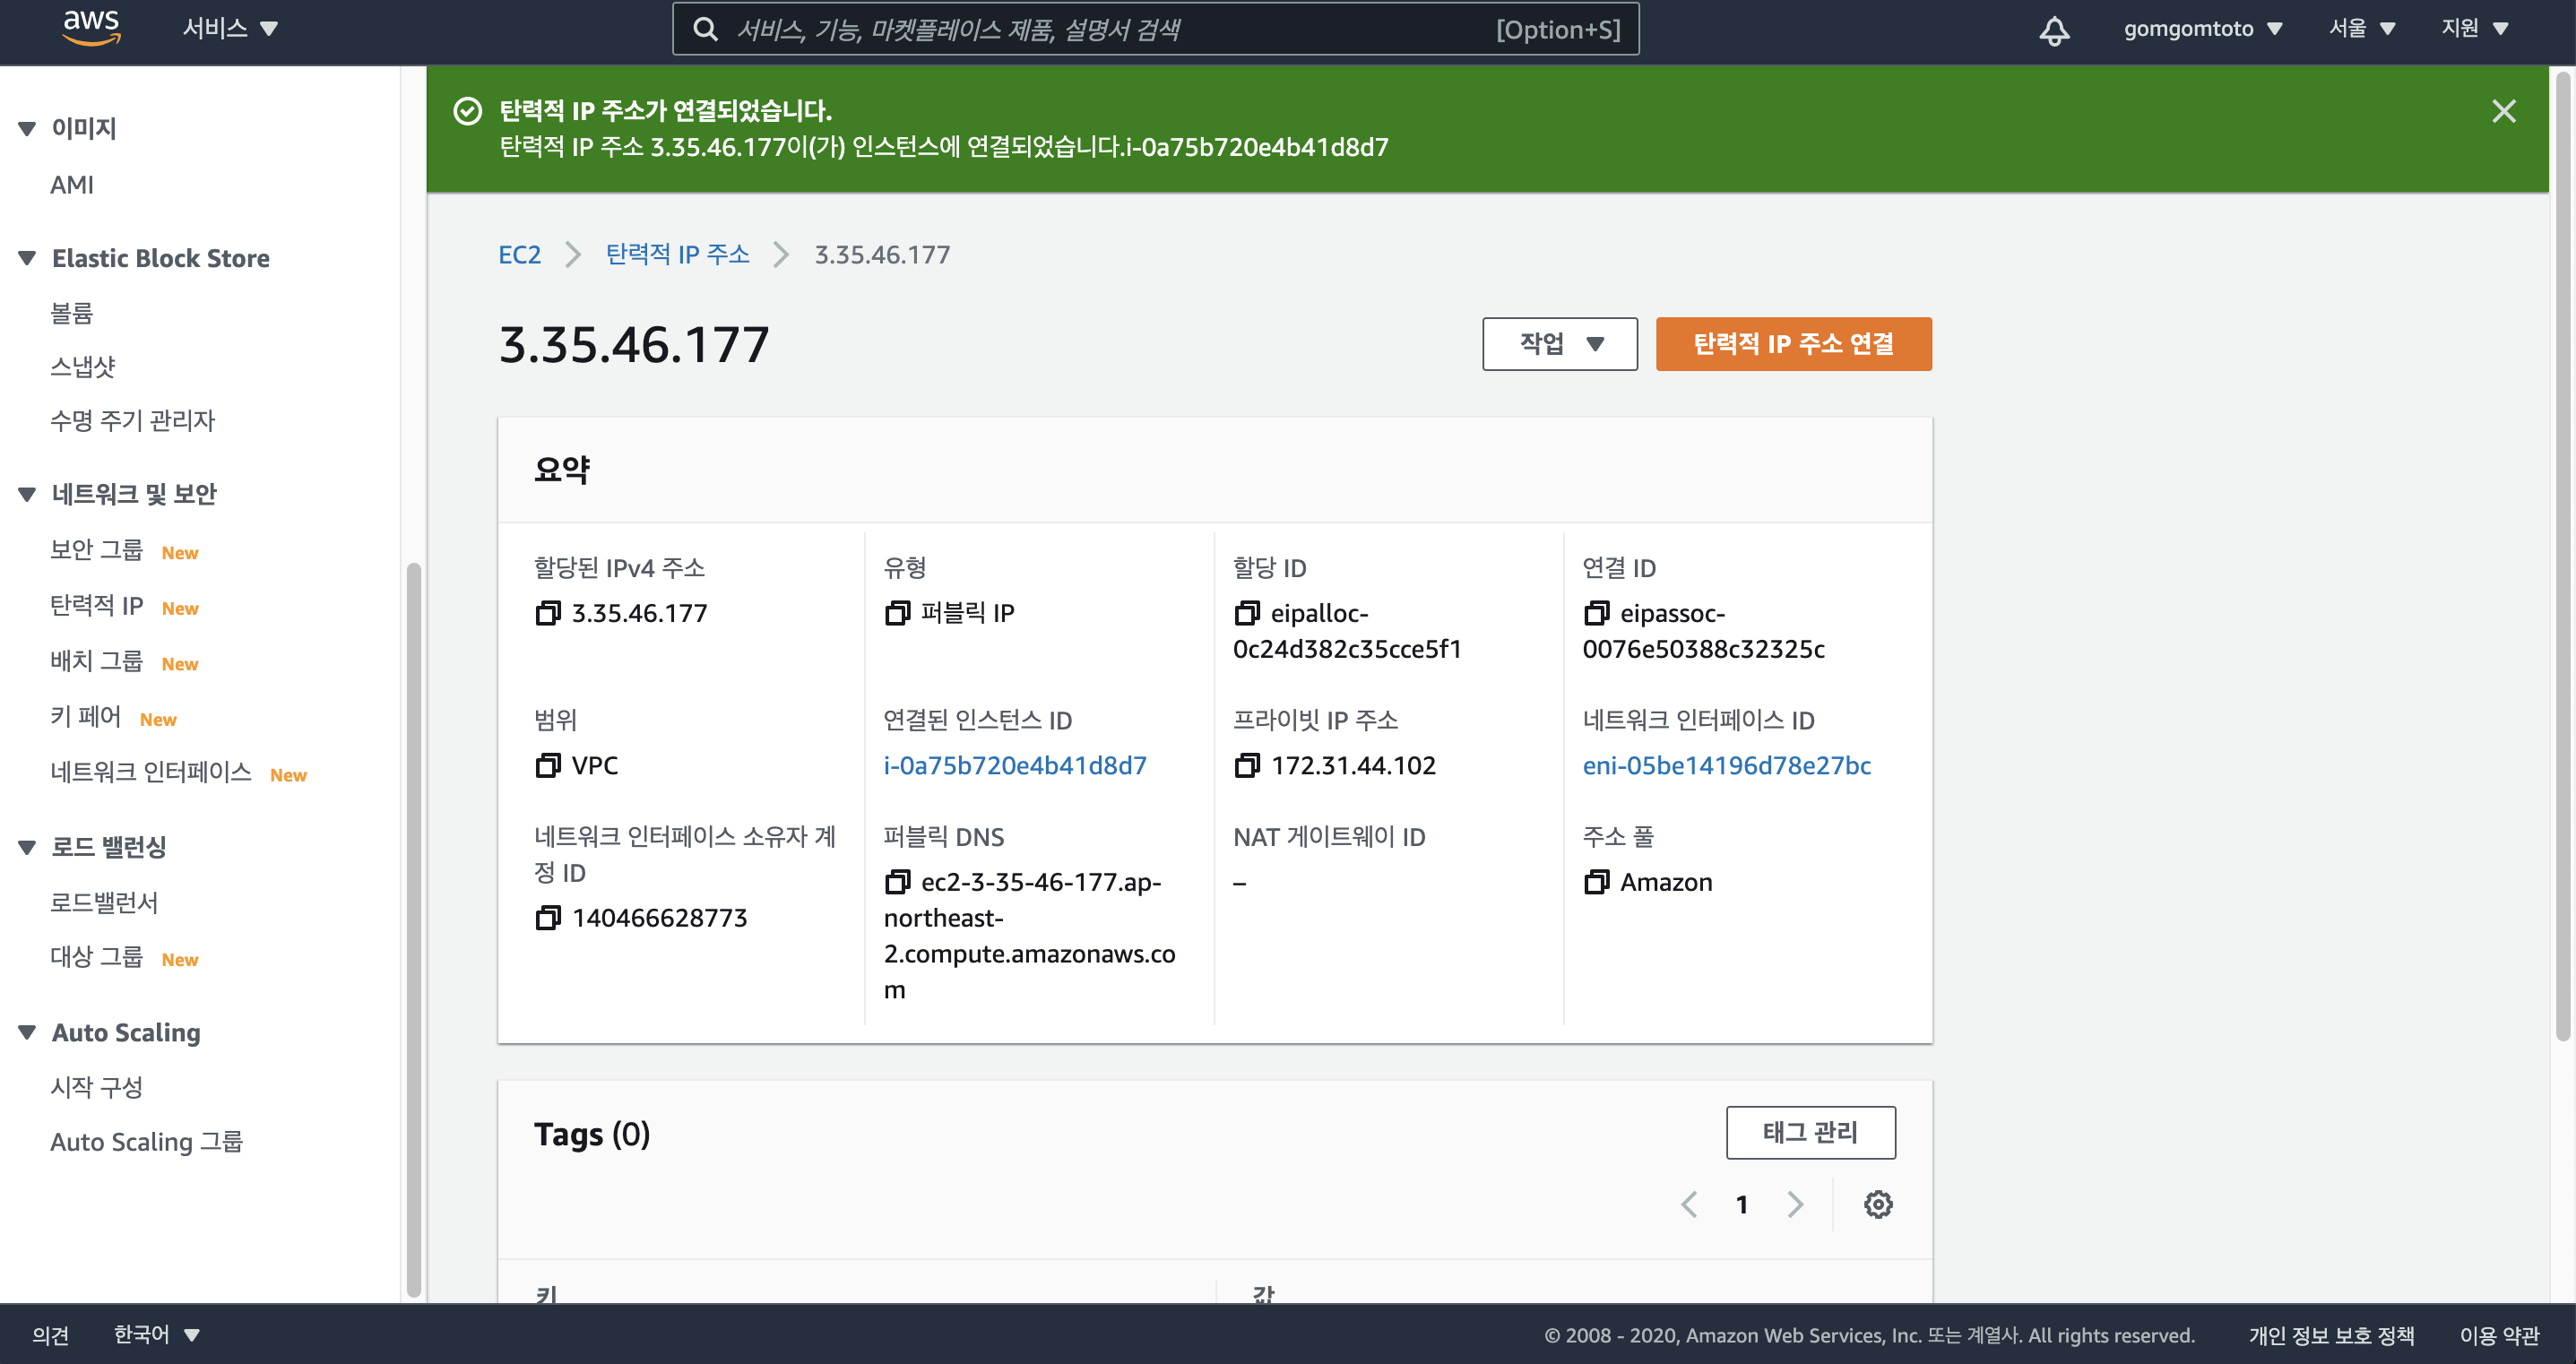 aws
서비스
서비스, 기능, 마켓플레이스 제품, 설명서 검색
[Option+S]
gomgomtoto
서울
지원
이미지
AMI
Elastic Block Store
볼륨
스냅샷
수명 주기 관리자
네트워크 및 보안
보안 그룹 New
탄력적 IP New
배치 그룹 New
키 페어 New
네트워크 인터페이스 New
로드 밸런싱
로드밸런서
대상 그룹 New
Auto Scaling
시작 구성
Auto Scaling 그룹
탄력적 IP 주소가 연결되었습니다.
탄력적 IP 주소 3.35.46.177이(가) 인스턴스에 연결되었습니다.i-0a75b720e4b41d8d7
EC2
탄력적 IP 주소
3.35.46.177
3.35.46.177
작업
탄력적 IP 주소 연결
요약
할당된 IPv4 주소
3.35.46.177
유형
퍼블릭 IP
할당 ID
eipalloc-
0c24d382c35cce5f1
연결 ID
eipassoc-
0076e50388c32325c
범위
VPC
연결된 인스턴스 ID
i-0a75b720e4b41d8d7
프라이빗 IP 주소
172.31.44.102
네트워크 인터페이스 ID
eni-05be14196d78e27bc
네트워크 인터페이스 소유자 계
정 ID
140466628773
퍼블릭 DNS
ec2-3-35-46-177.ap-
northeast-
2.compute.amazonaws.co
m
NAT 게이트웨이 ID
–
주소 풀
Amazon
Tags (0)
태그 관리
1
키
값
의견
한국어
© 2008 - 2020, Amazon Web Services, Inc. 또는 계열사. All rights reserved.
개인 정보 보호 정책
이용 약관